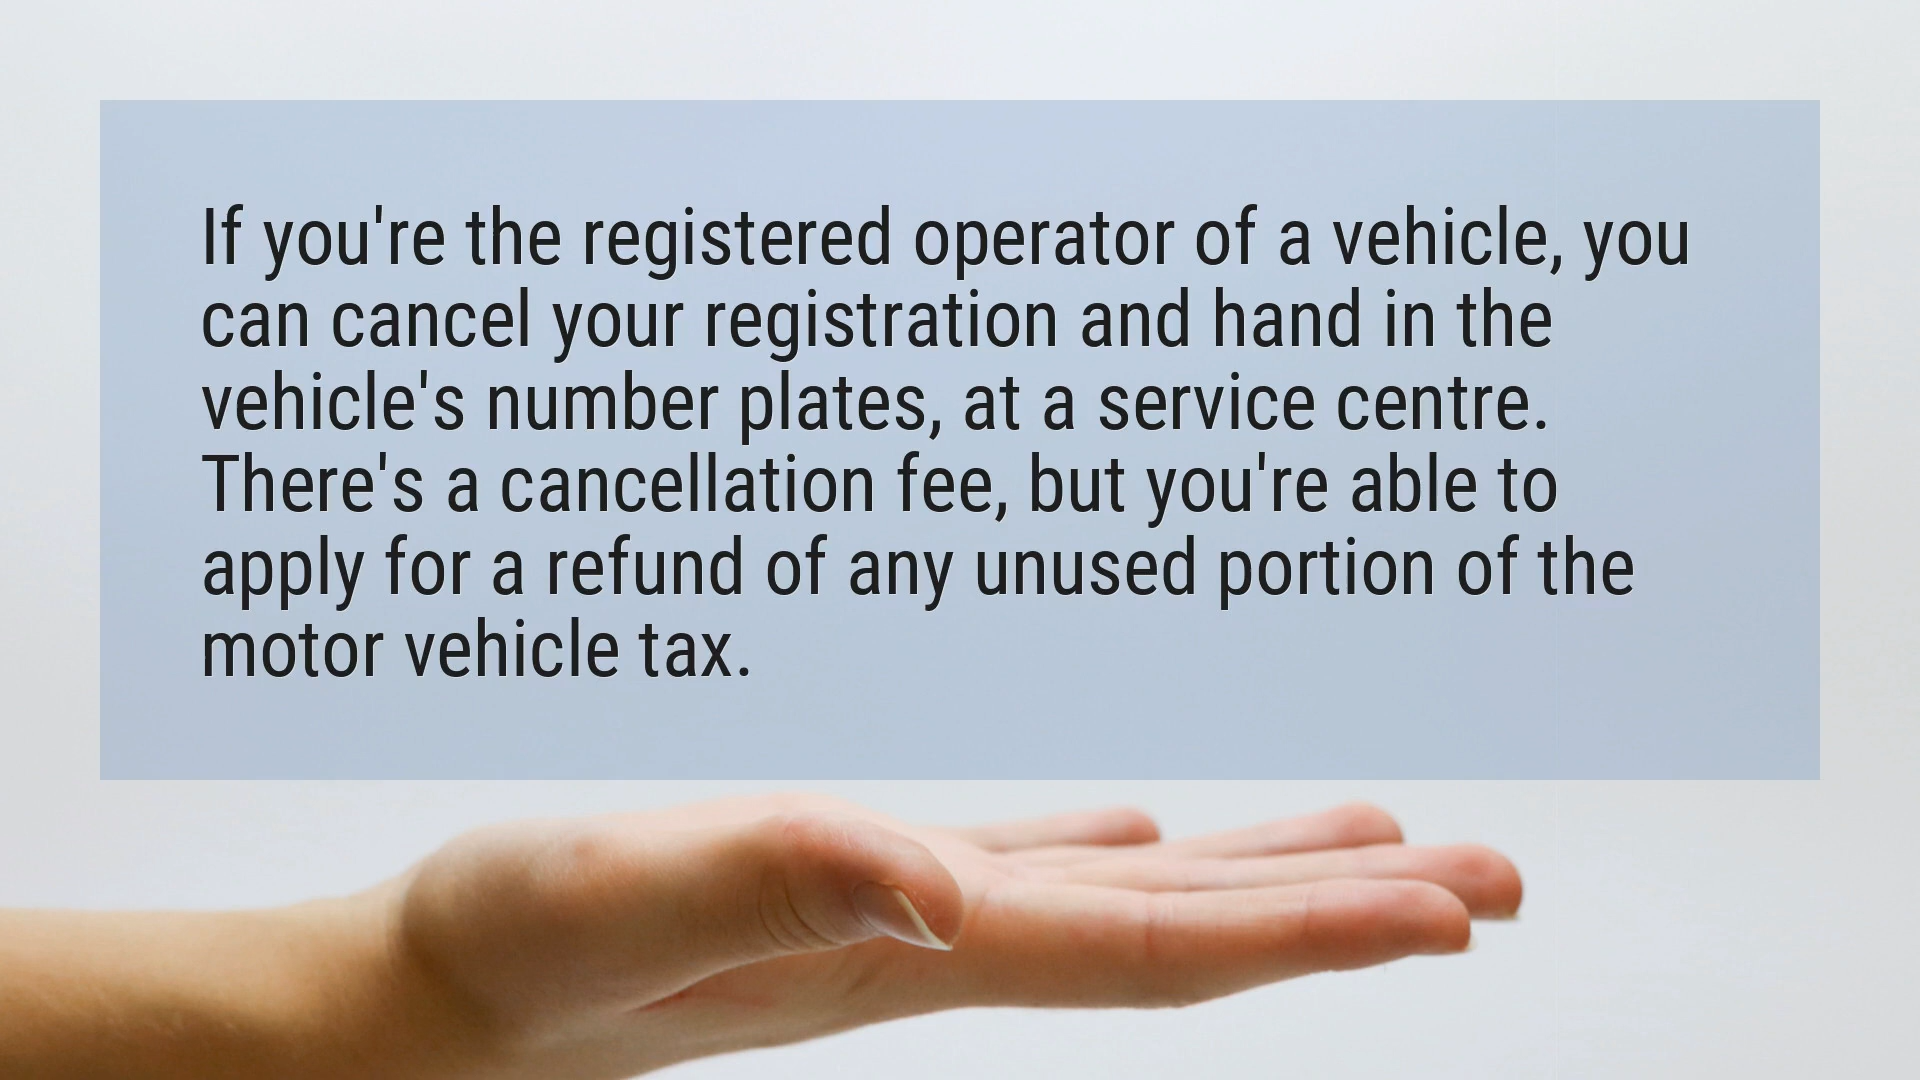 If you're the registered operator of a vehicle, you
can cancel your registration and hand in the
vehicle's number plates, at a service centre.
There's a cancellation fee, but you're able to
apply for a refund of any unused portion of the
motor vehicle tax.